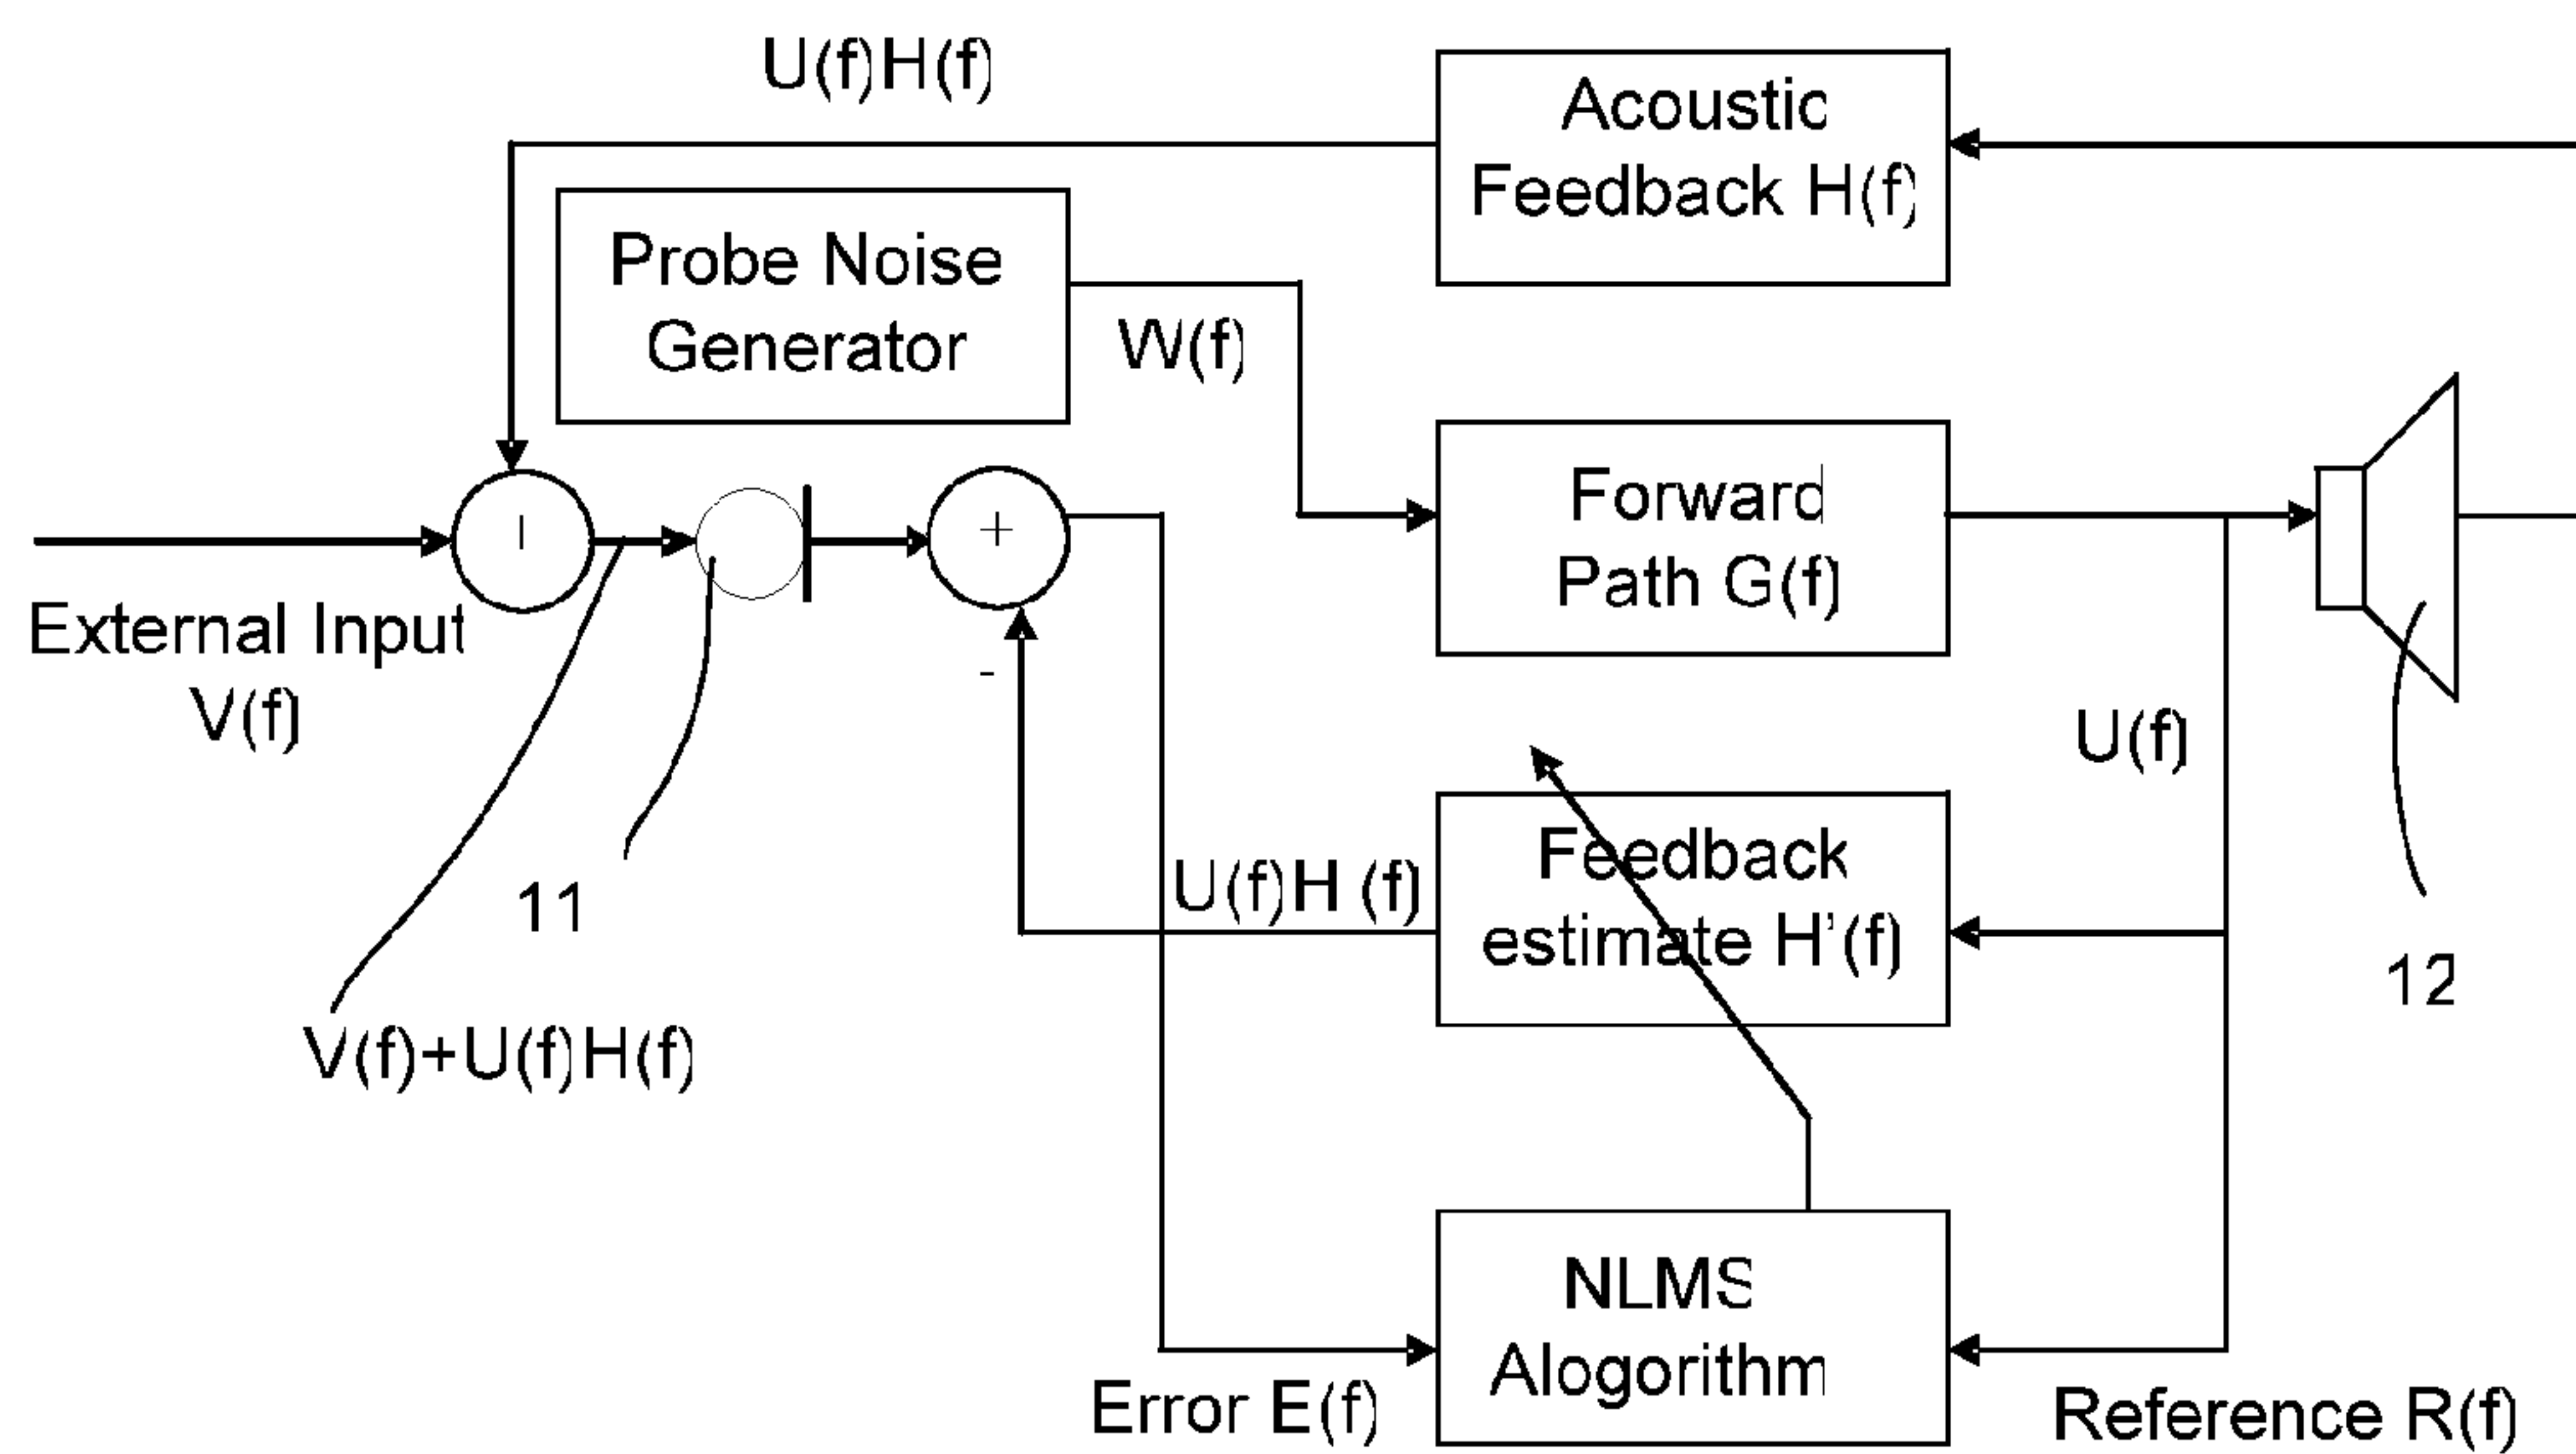 U(f)H(f)
Acoustic
Feedback H(f)
Probe Noise
Generator
W(f)
Forward
Path G(f)
+
External Input
V(f)
-
U(f)
Feedback
estimate H'(f)
U(f)H (f)
11
12
V(f)+U(f)H(f)
NLMS
Alogorithm
Error E(f)
Reference R(f)